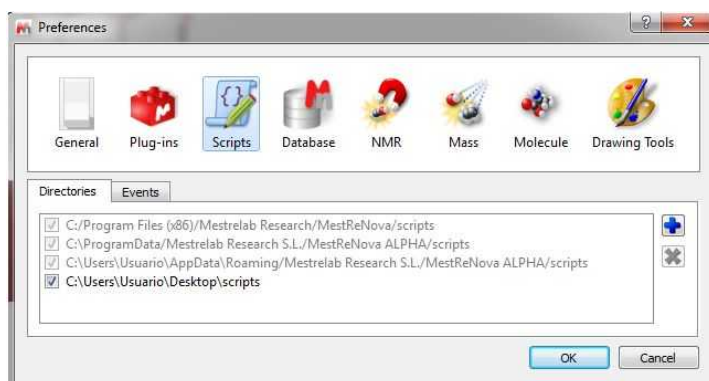 Preferences
General Plug-ins Scripts Database NMR Mass Molecule Drawing Tools
Directories Events
C:/Program Files (x86)/Mestrelab Research/MestReNova/scripts
C:\ProgramData/Mestrelab Research S.L./MestReNova ALPHA/scripts
C:\Users\Usuario\AppData\Roaming/Mestrelab Research S.L./MestReNova ALPHA/scripts
C:\Users\Usuario\Desktop\scripts
OK Cancel